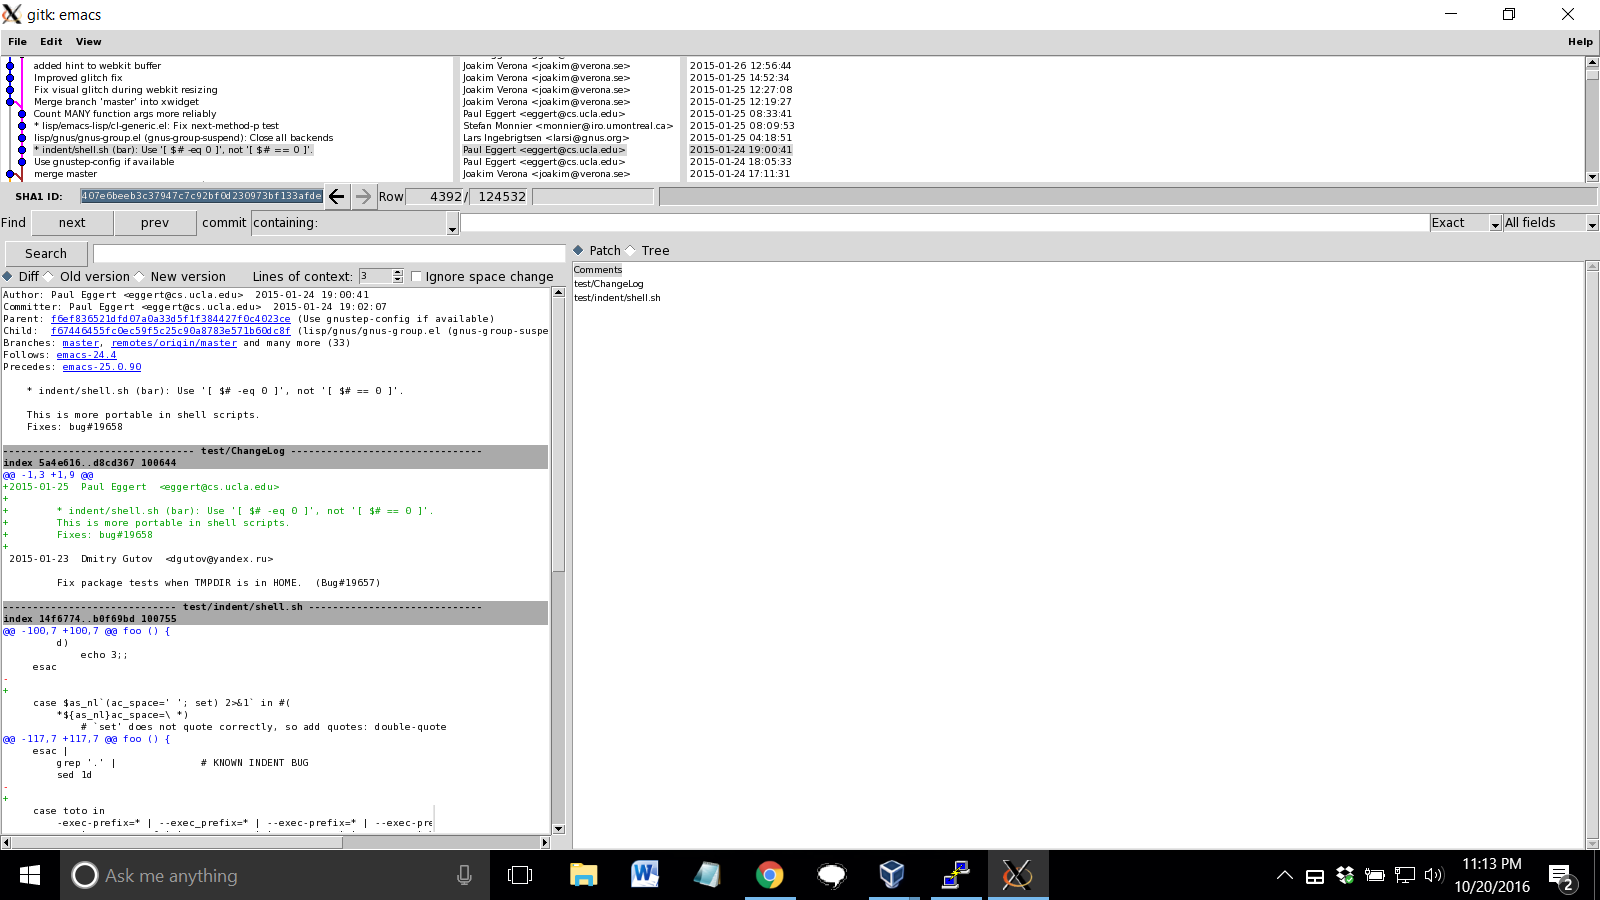 gitk: emacs
File Edit View Help
added hint to webkit buffer Joakim Verona <joakim@verona.se> 2015-01-26 12:56:44
Improved glitch fix Joakim Verona <joakim@verona.se> 2015-01-25 14:52:34
Fix visual glitch during webkit resizing Joakim Verona <joakim@verona.se> 2015-01-25 12:27:08
Merge branch 'master' into xwidget Joakim Verona <joakim@verona.se> 2015-01-25 12:19:27
Count MANY function args more reliably Paul Eggert <eggert@cs.ucla.edu> 2015-01-25 08:33:41
* lisp/emacs-lisp/cl-generic.el: Fix next-method-p test Stefan Monnier <monnier@iro.umontreal.ca> 2015-01-25 08:09:53
lisp/gnus/gnus-group.el (gnus-group-suspend): Close all backends Lars Ingebrigtsen <larsi@gnus.org> 2015-01-25 04:18:51
* indent/shell.sh (bar): Use '[ $# -eq 0 ]', not '[ $# == 0 ]'. Paul Eggert <eggert@cs.ucla.edu> 2015-01-24 19:00:41
Use gnustep-config if available Paul Eggert <eggert@cs.ucla.edu> 2015-01-24 18:05:33
merge master Joakim Verona <joakim@verona.se> 2015-01-24 17:11:31
SHA1 ID: 407e6beeb3c37947c7c92bf0d230973bf133afde Row 4392 / 124532
Find next prev commit containing: Exact All fields
Search Patch Tree
Diff Old version New version Lines of context: 3 Ignore space change
Comments
test/ChangeLog
test/indent/shell.sh
Author: Paul Eggert <eggert@cs.ucla.edu> 2015-01-24 19:00:41
Committer: Paul Eggert <eggert@cs.ucla.edu> 2015-01-24 19:02:07
Parent: f6ef836521dfd07a0a33d5f1f384427f0c4023ce (Use gnustep-config if available)
Child: f67446455fc0ec59f5c25c90a8783e571b60dc8f (lisp/gnus/gnus-group.el (gnus-group-suspe
Branches: master, remotes/origin/master and many more (33)
Follows: emacs-24.4
Precedes: emacs-25.0.90
* indent/shell.sh (bar): Use '[ $# -eq 0 ]', not '[ $# == 0 ]'.
This is more portable in shell scripts.
Fixes: bug#19658
-------------------------------- test/ChangeLog --------------------------------
index 5a4e616..d8cd367 100644
@@ -1,3 +1,9 @@
+2015-01-25  Paul Eggert  <eggert@cs.ucla.edu>
+
+        * indent/shell.sh (bar): Use '[ $# -eq 0 ]', not '[ $# == 0 ]'.
+        This is more portable in shell scripts.
+        Fixes: bug#19658
+
 2015-01-23  Dmitry Gutov  <dgutov@yandex.ru>
Fix package tests when TMPDIR is in HOME.  (Bug#19657)
----------------------------- test/indent/shell.sh -----------------------------
index 14f6774..b0f69bd 100755
@@ -100,7 +100,7 @@ foo () {
d)
echo 3;;
esac
-
+
case $as_nl`(ac_space=' '; set) 2>&1` in #(
*${as_nl}ac_space=\ *)
# `set' does not quote correctly, so add quotes: double-quote
@@ -117,7 +117,7 @@ foo () {
esac |
grep '.' |              # KNOWN INDENT BUG
sed 1d
-
+
case toto in
-exec-prefix=* | --exec_prefix=* | --exec-prefix=* | --exec-pre
Ask me anything
11:13 PM
10/20/2016
2